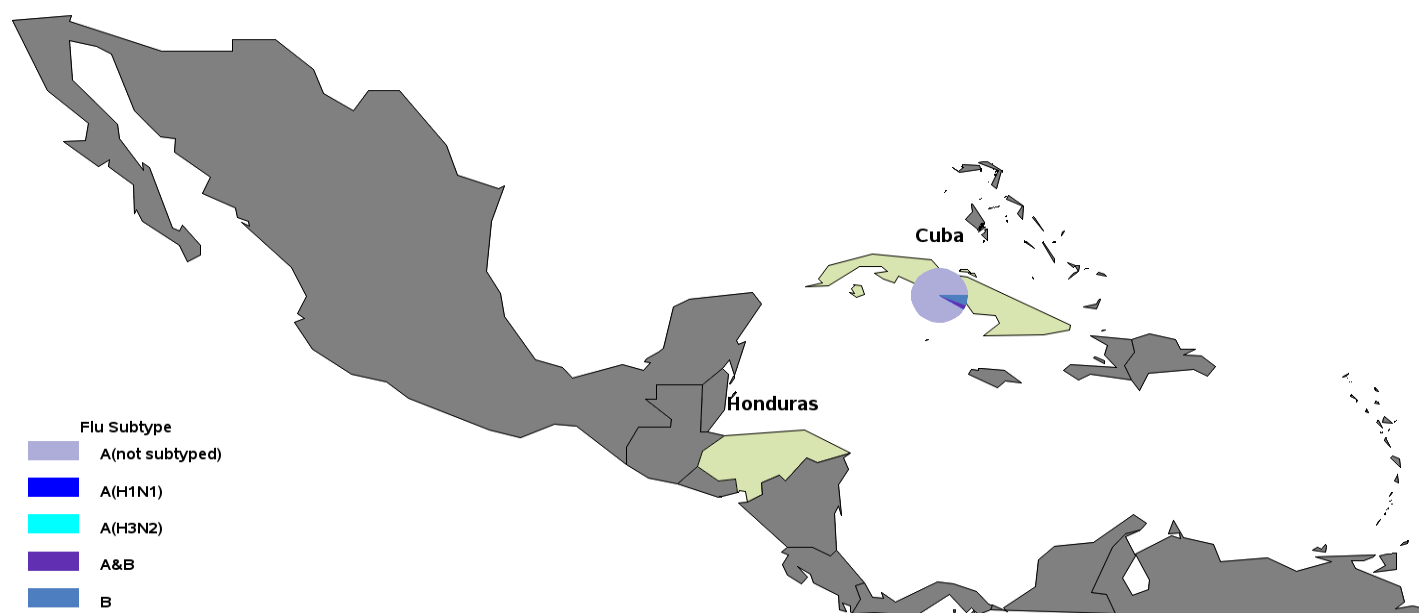 Cuba
Honduras
Flu Subtype
A(not subtyped)
A(H1N1)
A(H3N2)
A&B
B